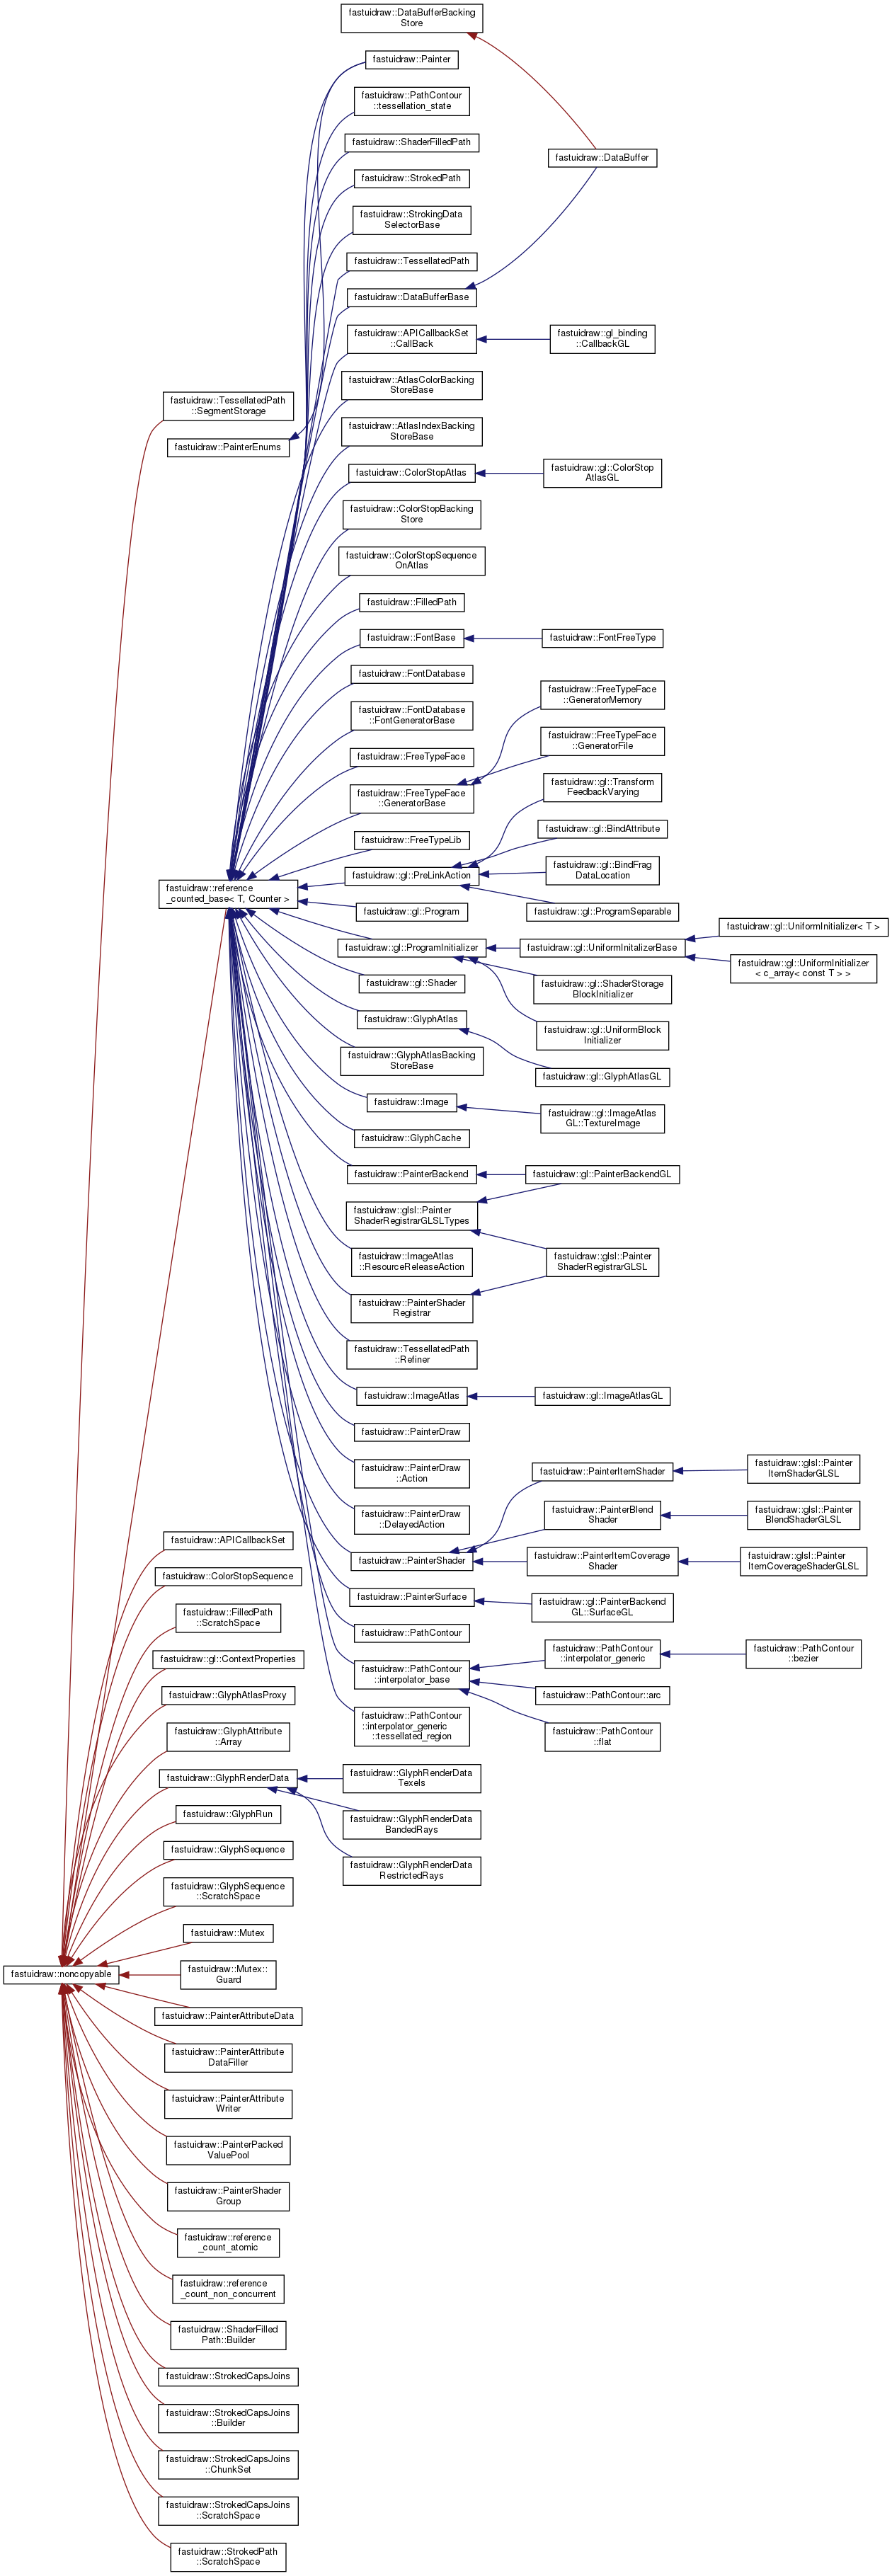 fastuidraw::DataBufferBacking
Store
fastuidraw::Painter
fastuidraw::PathContour
::tessellation_state
fastuidraw::ShaderFilledPath
fastuidraw::DataBuffer
fastuidraw::StrokedPath
fastuidraw::StrokingData
SelectorBase
fastuidraw::TessellatedPath
fastuidraw::DataBufferBase
fastuidraw::APICallbackSet
::CallBack
fastuidraw::gl_binding
::CallbackGL
fastuidraw::AtlasColorBacking
StoreBase
fastuidraw::TessellatedPath
::SegmentStorage
fastuidraw::AtlasIndexBacking
StoreBase
fastuidraw::PainterEnums
fastuidraw::ColorStopAtlas
fastuidraw::gl::ColorStop
AtlasGL
fastuidraw::ColorStopBacking
Store
fastuidraw::ColorStopSequence
OnAtlas
fastuidraw::FilledPath
fastuidraw::FontBase
fastuidraw::FontFreeType
fastuidraw::FontDatabase
fastuidraw::FreeTypeFace
::GeneratorMemory
fastuidraw::FontDatabase
::FontGeneratorBase
fastuidraw::FreeTypeFace
::GeneratorFile
fastuidraw::FreeTypeFace
fastuidraw::gl::Transform
FeedbackVarying
fastuidraw::FreeTypeFace
::GeneratorBase
fastuidraw::gl::BindAttribute
fastuidraw::FreeTypeLib
fastuidraw::gl::BindFrag
DataLocation
fastuidraw::gl::PreLinkAction
fastuidraw::reference
_counted_base< T, Counter >
fastuidraw::gl::Program
fastuidraw::gl::ProgramSeparable
fastuidraw::gl::UniformInitializer< T >
fastuidraw::gl::ProgramInitializer
fastuidraw::gl::UniformInitalizerBase
fastuidraw::gl::UniformInitializer
< c_array< const T > >
fastuidraw::gl::Shader
fastuidraw::gl::ShaderStorage
BlockInitializer
fastuidraw::GlyphAtlas
fastuidraw::gl::UniformBlock
Initializer
fastuidraw::GlyphAtlasBacking
StoreBase
fastuidraw::gl::GlyphAtlasGL
fastuidraw::Image
fastuidraw::gl::ImageAtlas
GL::TextureImage
fastuidraw::GlyphCache
fastuidraw::PainterBackend
fastuidraw::gl::PainterBackendGL
fastuidraw::glsl::Painter
ShaderRegistrarGLSLTypes
fastuidraw::ImageAtlas
::ResourceReleaseAction
fastuidraw::glsl::Painter
ShaderRegistrarGLSL
fastuidraw::PainterShader
Registrar
fastuidraw::TessellatedPath
::Refiner
fastuidraw::ImageAtlas
fastuidraw::gl::ImageAtlasGL
fastuidraw::PainterDraw
fastuidraw::PainterDraw
::Action
fastuidraw::PainterItemShader
fastuidraw::glsl::Painter
ItemShaderGLSL
fastuidraw::PainterDraw
::DelayedAction
fastuidraw::PainterBlend
Shader
fastuidraw::glsl::Painter
BlendShaderGLSL
fastuidraw::APICallbackSet
fastuidraw::PainterShader
fastuidraw::PainterItemCoverage
Shader
fastuidraw::glsl::Painter
ItemCoverageShaderGLSL
fastuidraw::ColorStopSequence
fastuidraw::PainterSurface
fastuidraw::gl::PainterBackend
GL::SurfaceGL
fastuidraw::FilledPath
::ScratchSpace
fastuidraw::PathContour
fastuidraw::gl::ContextProperties
fastuidraw::PathContour
::interpolator_base
fastuidraw::PathContour
::interpolator_generic
fastuidraw::PathContour
::bezier
fastuidraw::GlyphAtlasProxy
fastuidraw::PathContour::arc
fastuidraw::GlyphAttribute
::Array
fastuidraw::PathContour
::interpolator_generic
::tessellated_region
fastuidraw::PathContour
::flat
fastuidraw::GlyphRenderData
fastuidraw::GlyphRenderData
Texels
fastuidraw::GlyphRun
fastuidraw::GlyphRenderData
BandedRays
fastuidraw::GlyphSequence
fastuidraw::GlyphRenderData
RestrictedRays
fastuidraw::GlyphSequence
::ScratchSpace
fastuidraw::Mutex
fastuidraw::noncopyable
fastuidraw::Mutex::
Guard
fastuidraw::PainterAttributeData
fastuidraw::PainterAttribute
DataFiller
fastuidraw::PainterAttribute
Writer
fastuidraw::PainterPacked
ValuePool
fastuidraw::PainterShader
Group
fastuidraw::reference
_count_atomic
fastuidraw::reference
_count_non_concurrent
fastuidraw::ShaderFilled
Path::Builder
fastuidraw::StrokedCapsJoins
fastuidraw::StrokedCapsJoins
::Builder
fastuidraw::StrokedCapsJoins
::ChunkSet
fastuidraw::StrokedCapsJoins
::ScratchSpace
fastuidraw::StrokedPath
::ScratchSpace